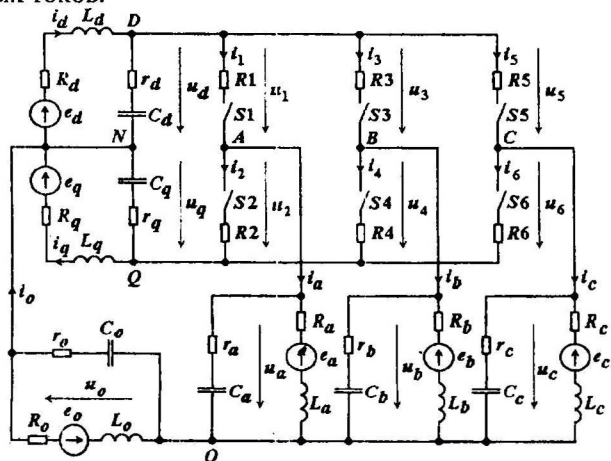 i_d L_d D
i_1 i_3 i_5
R_d r_d u_d R1 u_1 R3 u_3 R5 u_5
e_d C_d S1 S3 S5
N A B C
e_q C_q i_2 i_4 i_6
R_q r_q u_q S2 u_2 S4 u_4 S6 u_6
i_q L_q R2 R4 R6
Q
i_o i_a i_b i_c
r_o C_o r_a R_a r_b R_b r_c R_c
u_o u_a e_a u_b e_b u_c e_c
R_o e_o L_o C_a L_a C_b L_b C_c L_c
O